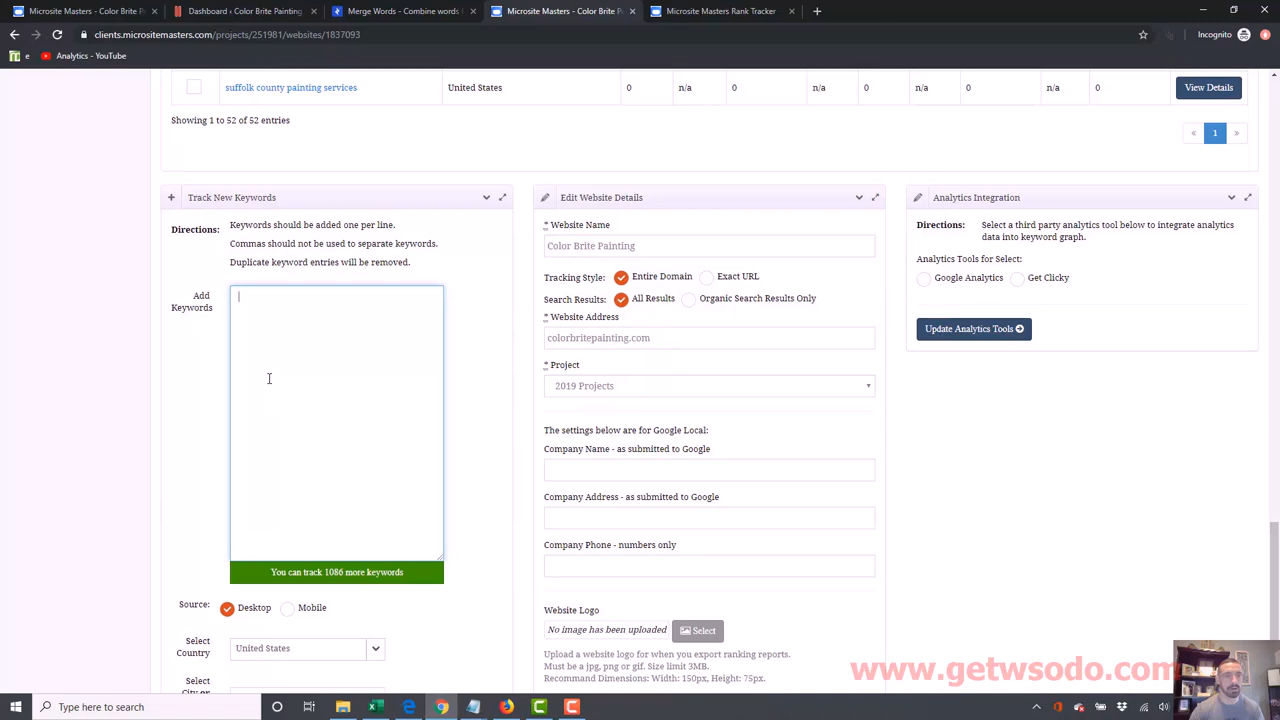 Microsite Masters - Color Brite P
Dashboard ‹ Color Brite Painting
Merge Words - Combine words
Microsite Masters - Color Brite P
Microsite Masters Rank Tracker
clients.micrositemasters.com/projects/251981/websites/1837093
Incognito
e
Analytics - YouTube
suffolk county painting services United States 0 n/a 0 n/a 0 n/a 0 n/a 0 View Details
Showing 1 to 52 of 52 entries
« 1 »
Track New Keywords
Directions: Keywords should be added one per line.
Commas should not be used to separate keywords.
Duplicate keyword entries will be removed.
Add
Keywords
You can track 1086 more keywords
Source: Desktop Mobile
Select
Country
United States
Select
City or
Edit Website Details
* Website Name
Color Brite Painting
Tracking Style: Entire Domain Exact URL
Search Results: All Results Organic Search Results Only
* Website Address
colorbritepainting.com
* Project
2019 Projects
The settings below are for Google Local:
Company Name - as submitted to Google
Company Address - as submitted to Google
Company Phone - numbers only
Website Logo
No image has been uploaded Select
Upload a website logo for when you export ranking reports.
Must be a jpg, png or gif. Size limit 3MB.
Recommand Dimensions: Width: 150px, Height: 75px.
Analytics Integration
Directions: Select a third party analytics tool below to integrate analytics
data into keyword graph.
Analytics Tools for Select:
Google Analytics Get Clicky
Update Analytics Tools
www.getwsodo.com
Type here to search